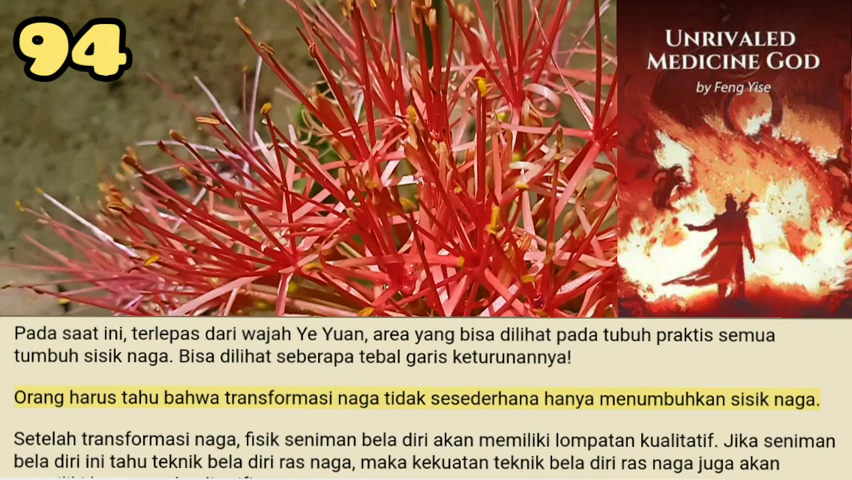 94
UNRIVALED
MEDICINE GOD
by Feng Yise
Pada saat ini, terlepas dari wajah Ye Yuan, area yang bisa dilihat pada tubuh praktis semua
tumbuh sisik naga. Bisa dilihat seberapa tebal garis keturunannya!
Orang harus tahu bahwa transformasi naga tidak sesederhana hanya menumbuhkan sisik naga.
Setelah transformasi naga, fisik seniman bela diri akan memiliki lompatan kualitatif. Jika seniman
bela diri ini tahu teknik bela diri ras naga, maka kekuatan teknik bela diri ras naga juga akan